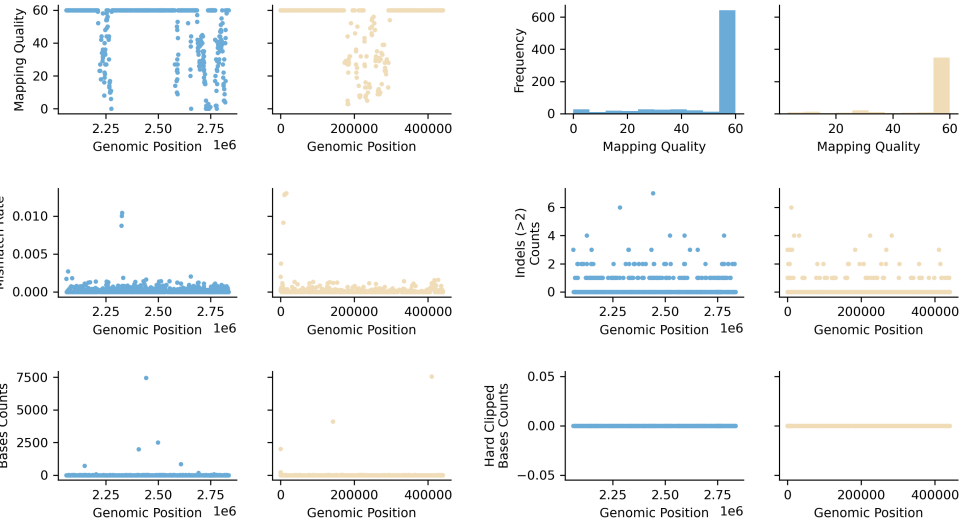 Mapping Quality
60
40
20
0
2.25 2.50 2.75
1e6
Genomic Position
0 200000 400000
Genomic Position
Frequency
600
400
200
0
0 20 40 60
Mapping Quality
0 20 40 60
Mapping Quality
Mismatch Rate
0.010
0.005
0.000
2.25 2.50 2.75
1e6
Genomic Position
0 200000 400000
Genomic Position
Indels (>2)
Counts
6
4
2
0
2.25 2.50 2.75
1e6
Genomic Position
0 200000 400000
Genomic Position
Bases Counts
7500
5000
2500
0
2.25 2.50 2.75
1e6
Genomic Position
0 200000 400000
Genomic Position
Hard Clipped
Bases Counts
0.05
0.00
−0.05
2.25 2.50 2.75
1e6
Genomic Position
0 200000 400000
Genomic Position